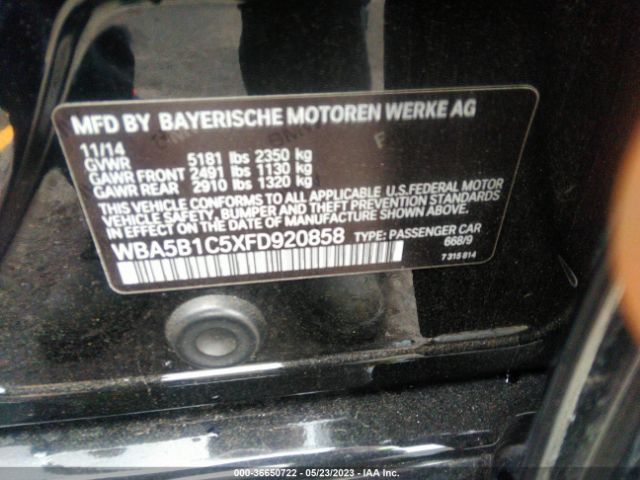 MFD BY BAYERISCHE MOTOREN WERKE AG
11/14
GVWR 5181 lbs 2350 kg
GAWR FRONT 2491 lbs 1130 kg
GAWR REAR 2910 lbs 1320 kg
THIS VEHICLE CONFORMS TO ALL APPLICABLE U.S.FEDERAL MOTOR
VEHICLE SAFETY, BUMPER, AND THEFT PREVENTION STANDARDS
IN EFFECT ON THE DATE OF MANUFACTURE SHOWN ABOVE.
WBA5B1C5XFD920858 TYPE: PASSENGER CAR
668/9
7 315 814
000-36650722 - 05/23/2023 - IAA Inc.